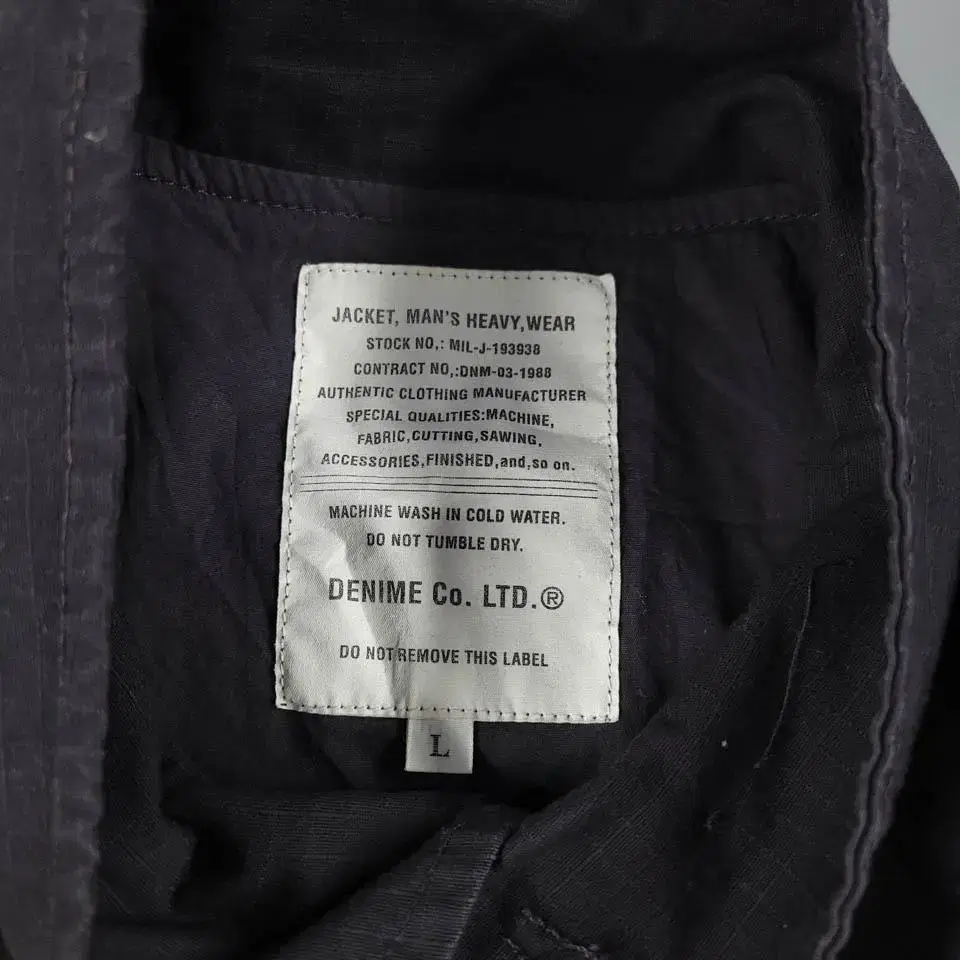 JACKET, MAN'S HEAVY,WEAR
STOCK NO,: MIL-J-193938
CONTRACT NO,:DNM-03-1988
AUTHENTIC CLOTHING MANUFACTURER
SPECIAL QUALITIES:MACHINE,
FABRIC,CUTTING,SAWING,
ACCESSORIES,FINISHED,and,so on.
MACHINE WASH IN COLD WATER.
DO NOT TUMBLE DRY.
DENIME Co. LTD.®
DO NOT REMOVE THIS LABEL
L